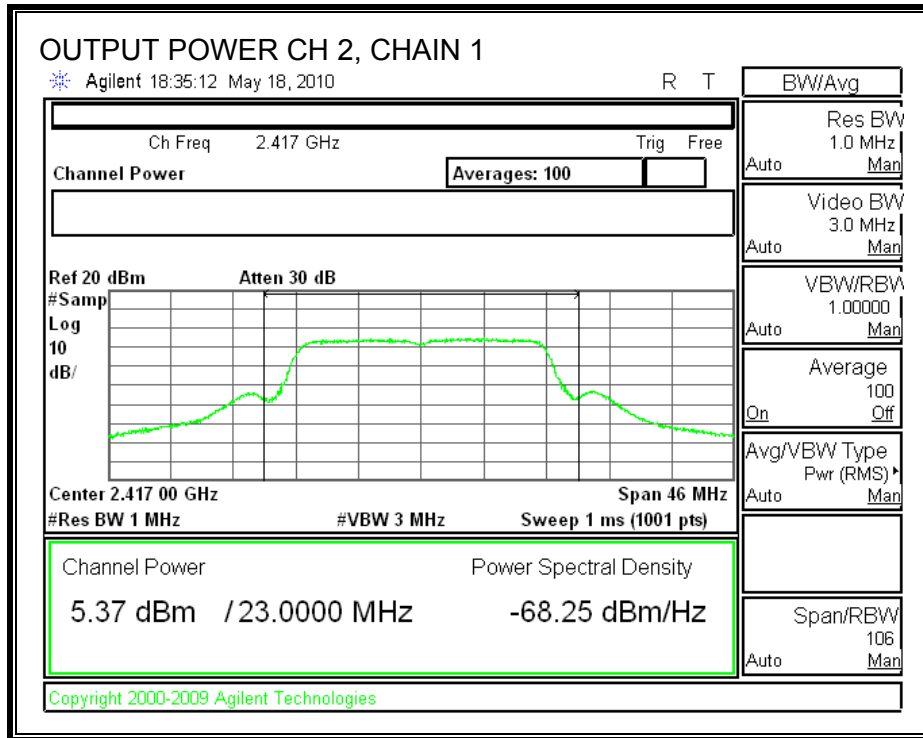 OUTPUT POWER CH 2, CHAIN 1
Agilent 18:35:12 May 18, 2010 R T
Ch Freq 2.417 GHz Trig Free
Channel Power Averages: 100
Ref 20 dBm Atten 30 dB
#Samp
Log
10
dB/
Center 2.417 00 GHz Span 46 MHz
#Res BW 1 MHz #VBW 3 MHz Sweep 1 ms (1001 pts)
Channel Power Power Spectral Density
5.37 dBm / 23.0000 MHz -68.25 dBm/Hz
Copyright 2000-2009 Agilent Technologies
BW/Avg
Res BW
1.0 MHz
Auto Man
Video BW
3.0 MHz
Auto Man
VBW/RBW
1.00000
Auto Man
Average
100
On Off
Avg/VBW Type
Pwr (RMS)
Auto Man
Span/RBW
106
Auto Man